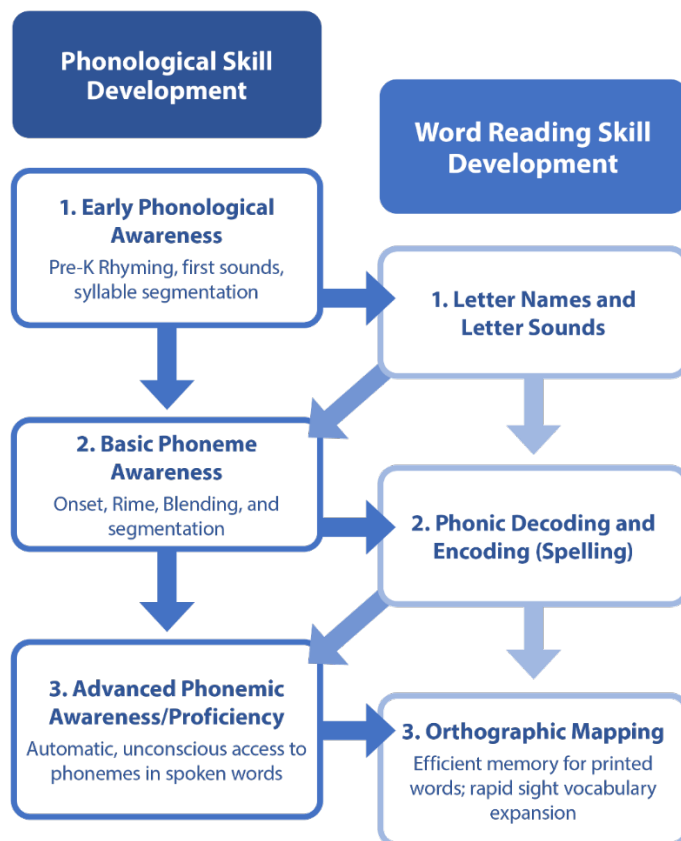 Phonological Skill
Development
Word Reading Skill
Development
1. Early Phonological
Awareness
Pre-K Rhyming, first sounds,
syllable segmentation
1. Letter Names and
Letter Sounds
2. Basic Phoneme
Awareness
Onset, Rime, Blending, and
segmentation
2. Phonic Decoding and
Encoding (Spelling)
3. Advanced Phonemic
Awareness/Proficiency
Automatic, unconscious access to
phonemes in spoken words
3. Orthographic Mapping
Efficient memory for printed
words; rapid sight vocabulary
expansion